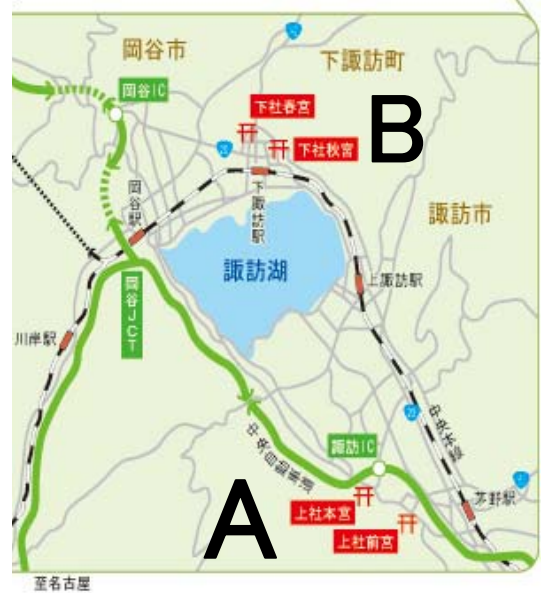 岡谷市
下諏訪町
岡谷IC
下社春宮
B
20
下社秋宮
岡谷駅
下諏訪駅
諏訪市
諏訪湖
上諏訪駅
岡谷JCT
川岸駅
20
中央本線
中央自動車道
諏訪IC
A
上社本宮
茅野駅
上社前宮
至名古屋